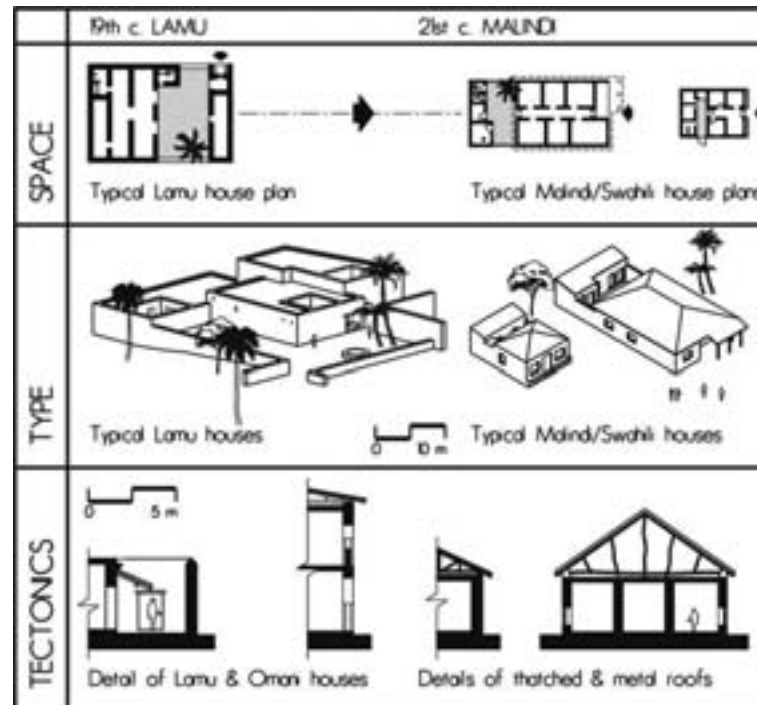 19th c. LAMU
21st c. MALINDI
SPACE
Typical Lamu house plan
Typical Malindi/Swahili house plans
TYPE
Typical Lamu houses
0 10 m
Typical Malindi/Swahili houses
TECTONICS
0 5 m
Detail of Lamu & Omani houses
Details of thatched & metal roofs